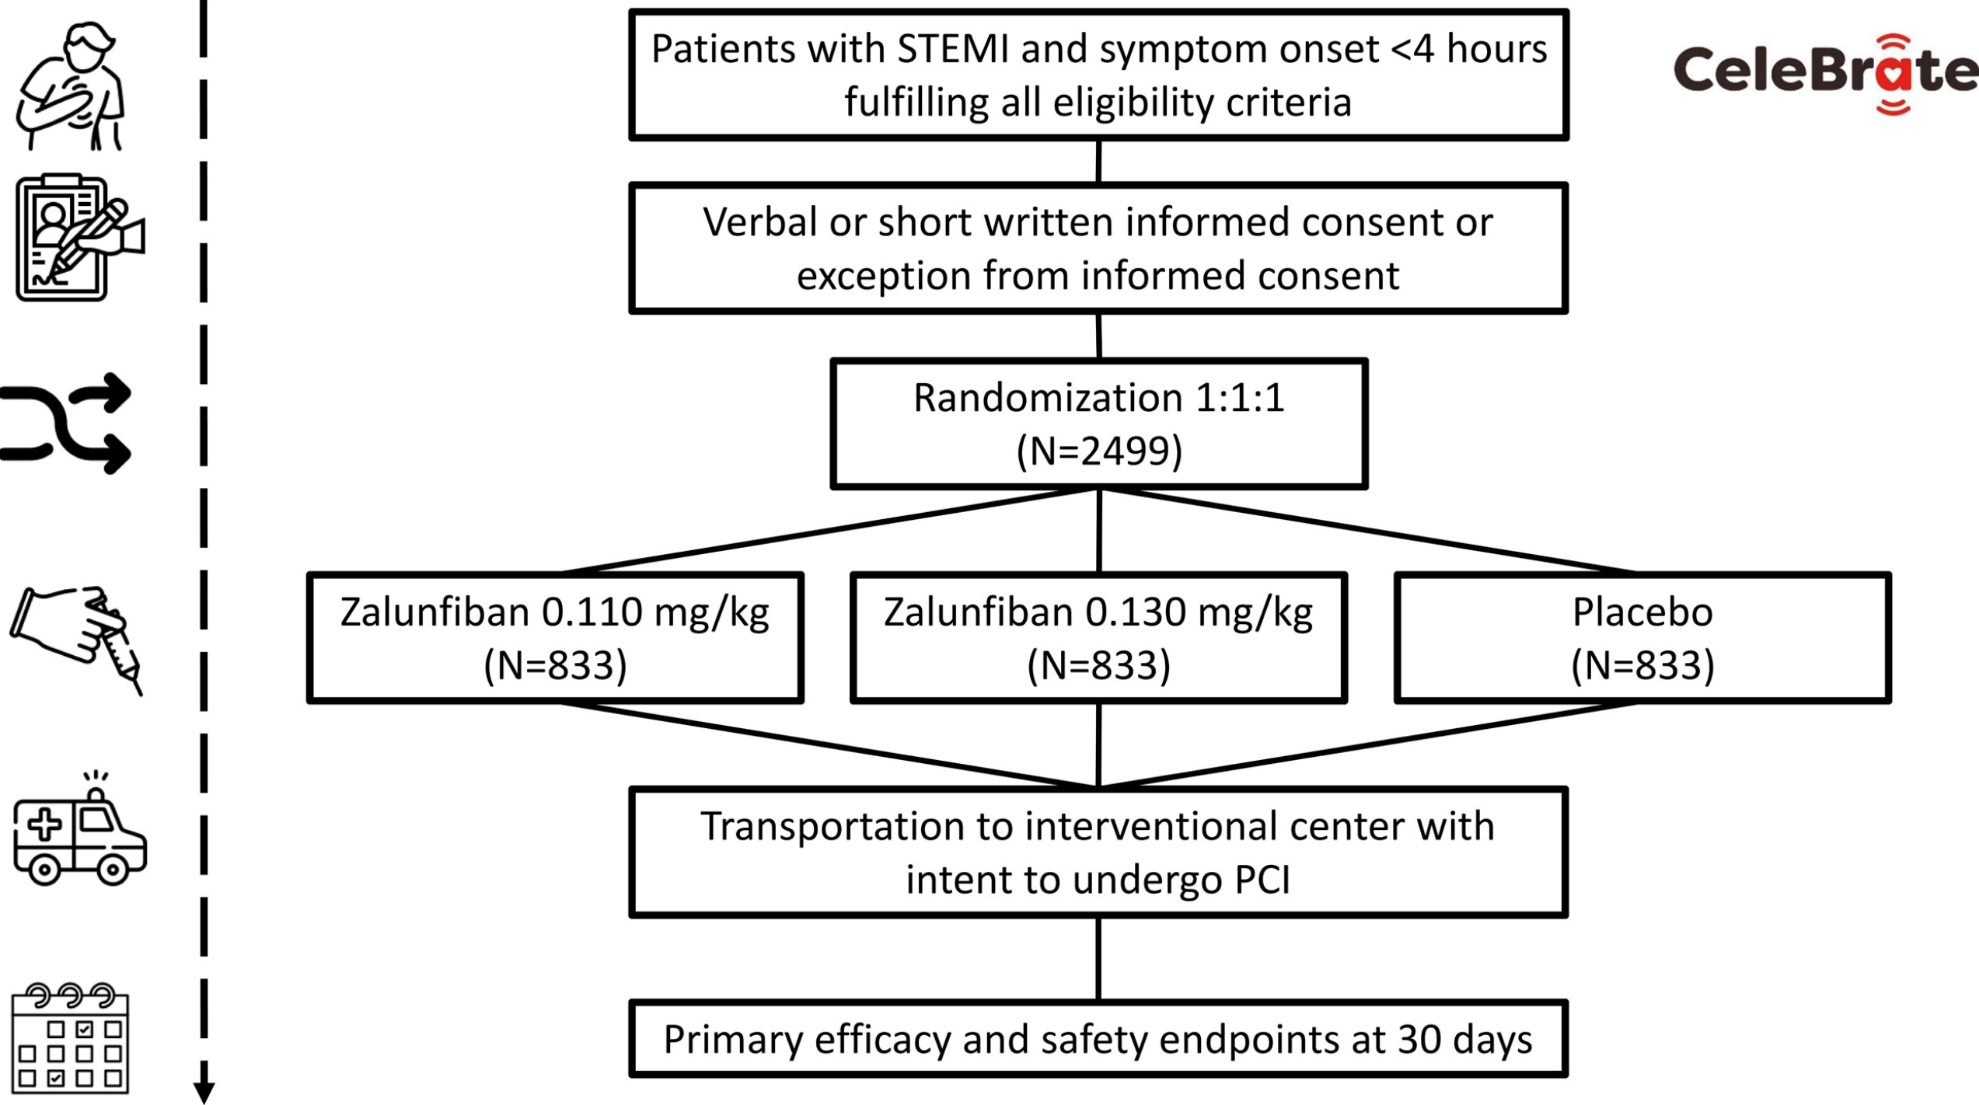 Patients with STEMI and symptom onset <4 hours
fulfilling all eligibility criteria
CeleBrate
Verbal or short written informed consent or
exception from informed consent
Randomization 1:1:1
(N=2499)
Zalunfiban 0.110 mg/kg
(N=833)
Zalunfiban 0.130 mg/kg
(N=833)
Placebo
(N=833)
Transportation to interventional center with
intent to undergo PCI
Primary efficacy and safety endpoints at 30 days